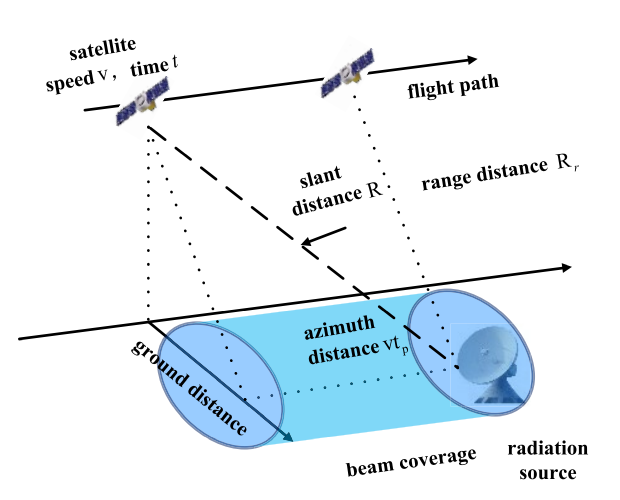 satellite
speed v, time t
flight path
slant
distance R
range distance R_r
azimuth
distance vt_p
ground distance
beam coverage
radiation
source